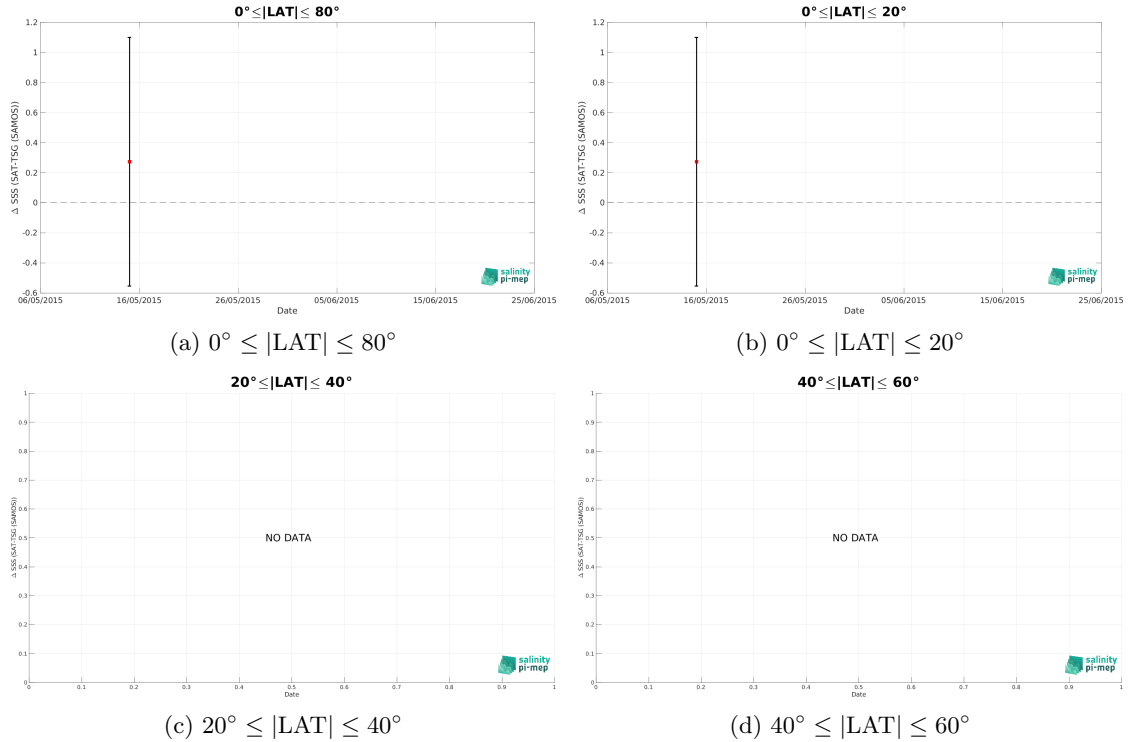 0°≤|LAT|≤ 80°
Δ SSS (SAT-TSG (SAMOS))
1.2
1
0.8
0.6
0.4
0.2
0
-0.2
-0.4
-0.6
salinity
pi-mep
06/05/2015 16/05/2015 26/05/2015 05/06/2015 15/06/2015 25/06/2015
Date
(a) 0° ≤ |LAT| ≤ 80°
0°≤|LAT|≤ 20°
Δ SSS (SAT-TSG (SAMOS))
1.2
1
0.8
0.6
0.4
0.2
0
-0.2
-0.4
-0.6
salinity
pi-mep
06/05/2015 16/05/2015 26/05/2015 05/06/2015 15/06/2015 25/06/2015
Date
(b) 0° ≤ |LAT| ≤ 20°
20°≤|LAT|≤ 40°
Δ SSS (SAT-TSG (SAMOS))
1
0.9
0.8
0.7
0.6
0.5
0.4
0.3
0.2
0.1
0
NO DATA
salinity
pi-mep
0 0.1 0.2 0.3 0.4 0.5 0.6 0.7 0.8 0.9 1
Date
(c) 20° ≤ |LAT| ≤ 40°
40°≤|LAT|≤ 60°
Δ SSS (SAT-TSG (SAMOS))
1
0.9
0.8
0.7
0.6
0.5
0.4
0.3
0.2
0.1
0
NO DATA
salinity
pi-mep
0 0.1 0.2 0.3 0.4 0.5 0.6 0.7 0.8 0.9 1
Date
(d) 40° ≤ |LAT| ≤ 60°